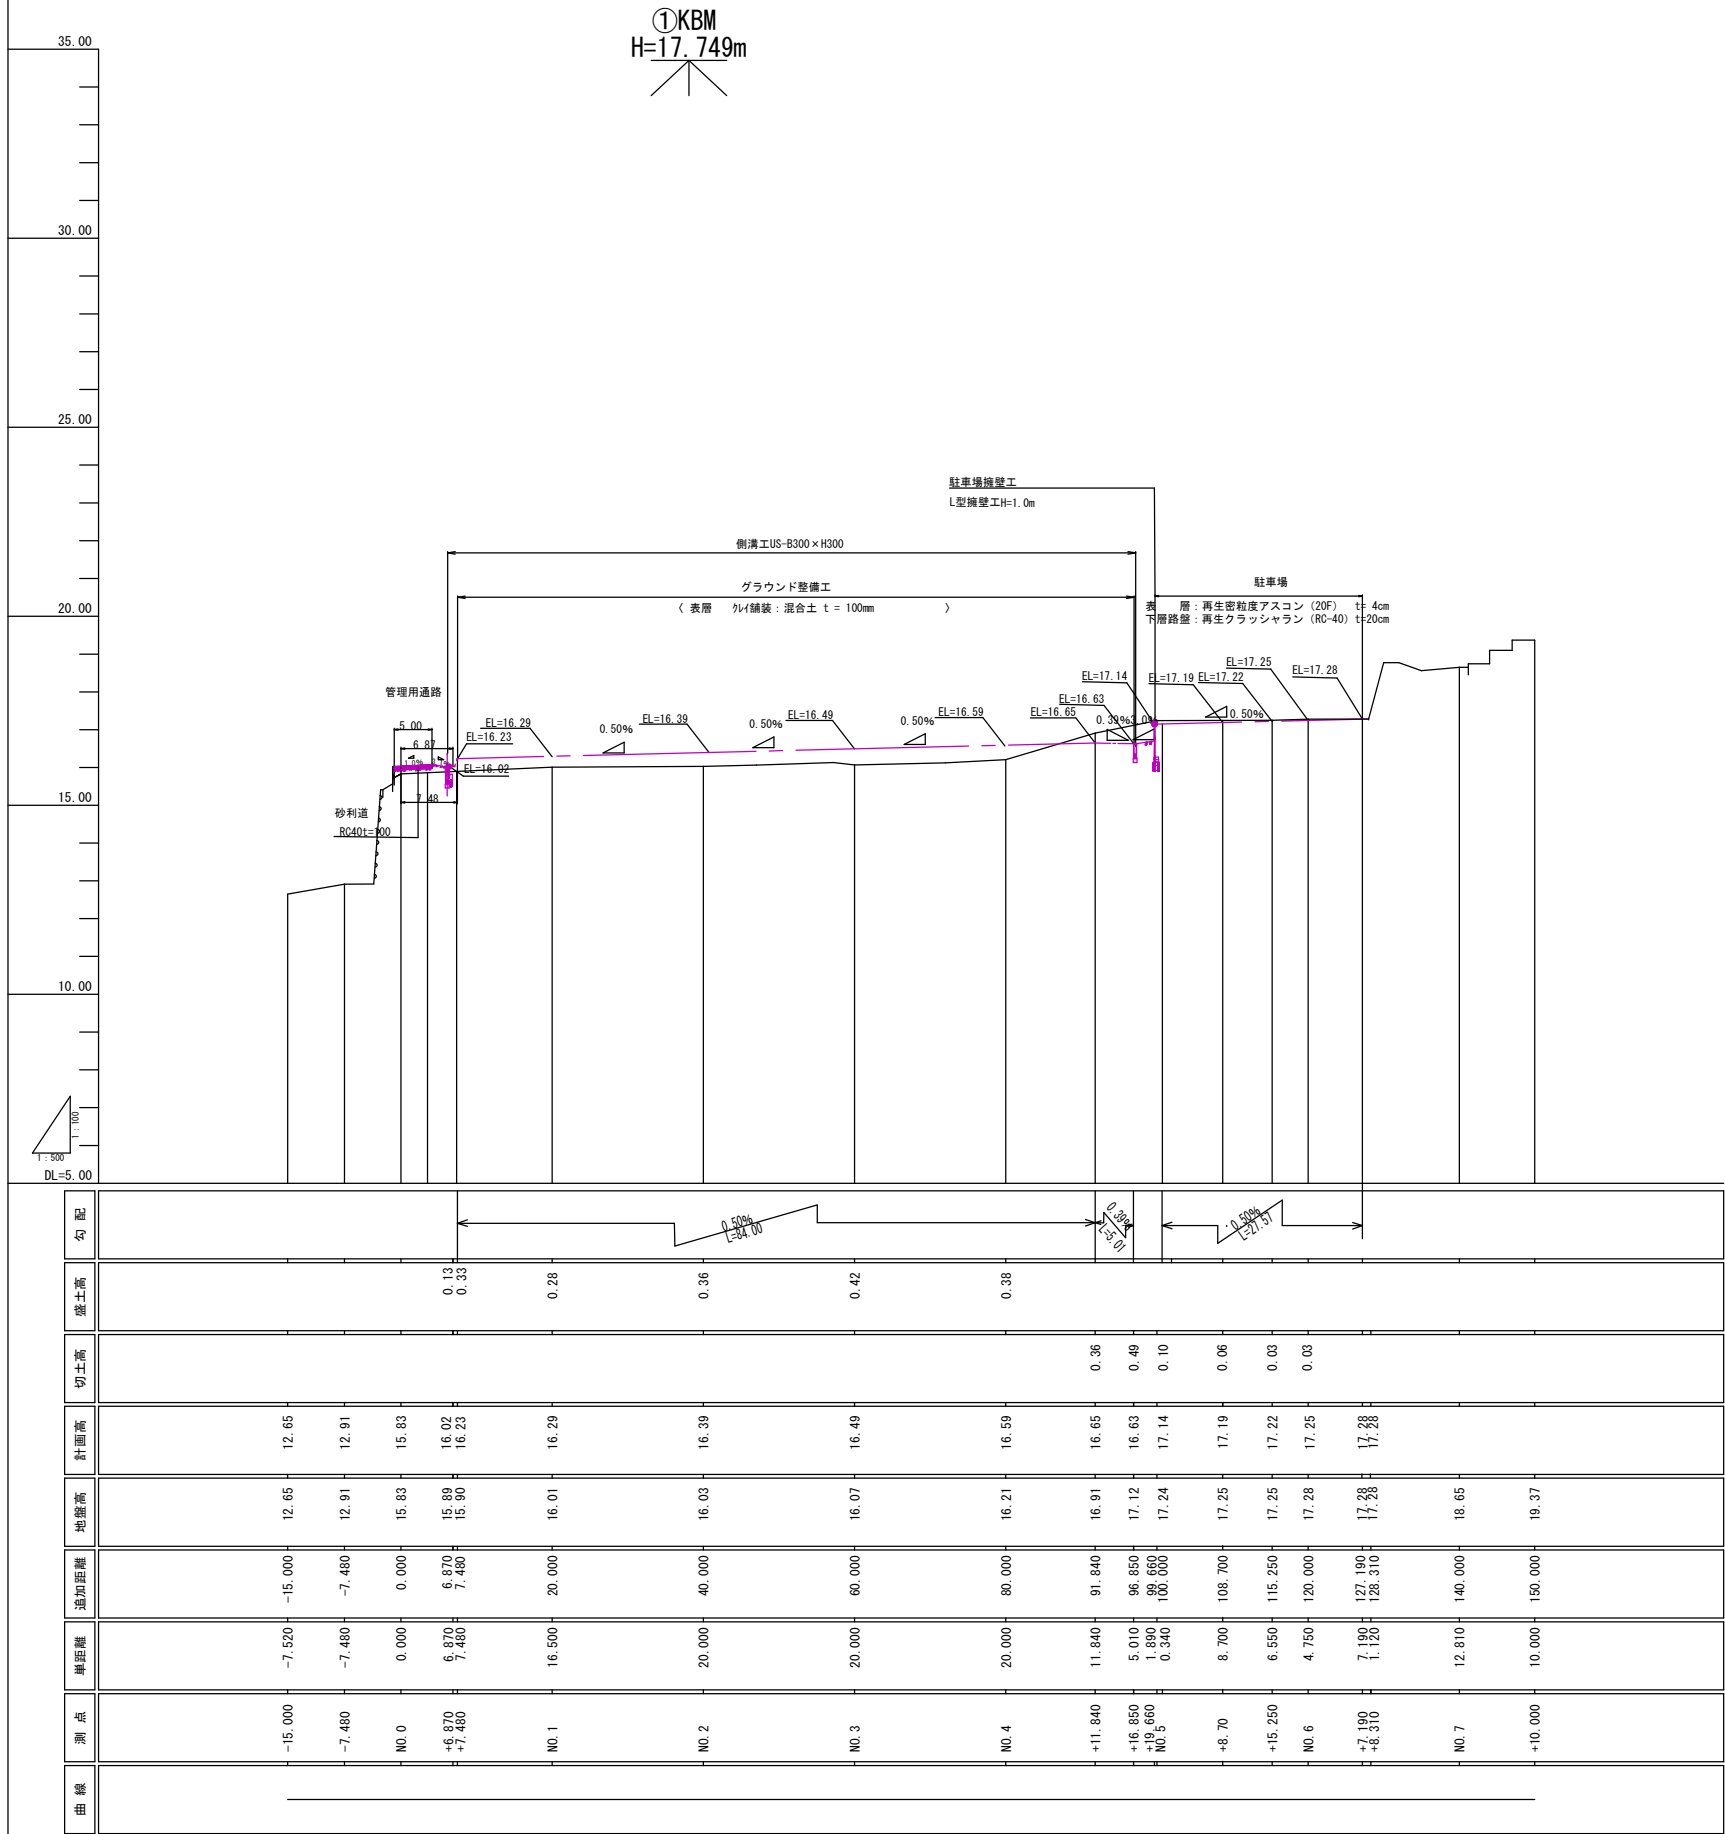 ①KBM
H=17.749m
35.00
30.00
25.00
20.00
15.00
10.00
DL=5.00
1:100
1:500
駐車場擁壁工
L型擁壁工H=1.0m
側溝工US-B300×H300
グラウンド整備工
〈 表層 ｸﾚｲ舗装：混合土 t = 100mm 〉
駐車場
表 層：再生密粒度アスコン（20F） t= 4cm
下層路盤：再生クラッシャラン（RC-40）t=20cm
管理用通路
5.00
6.87
1.0%
7.48
砂利道
RC40t=100
EL=16.23
EL=16.02
EL=16.29
0.50%
EL=16.39
0.50%
EL=16.49
0.50%
EL=16.59
EL=16.65
EL=16.63
EL=17.14
0.39%
3.0%
EL=17.19
EL=17.22
EL=17.25
EL=17.28
0.50%
勾 配
0.50%
L=84.00
0.39%
L=5.01
0.50%
L=27.57
盛土高
0.13
0.33
0.28
0.36
0.42
0.38
切土高
0.36
0.49
0.10
0.06
0.03
0.03
計画高
12.65
12.91
15.83
16.02
16.23
16.29
16.39
16.49
16.59
16.65
16.63
17.14
17.19
17.22
17.25
17.28
17.28
地盤高
12.65
12.91
15.83
15.89
15.90
16.01
16.03
16.07
16.21
16.91
17.12
17.24
17.25
17.25
17.28
17.28
17.28
18.65
19.37
追加距離
-15.000
-7.480
0.000
6.870
7.480
20.000
40.000
60.000
80.000
91.840
96.850
99.660
100.000
108.700
115.250
120.000
127.190
128.310
140.000
150.000
単距離
-7.520
-7.480
0.000
6.870
7.480
16.500
20.000
20.000
20.000
11.840
5.010
1.890
0.340
8.700
6.550
4.750
7.190
1.120
12.810
10.000
測 点
-15.000
-7.480
NO.0
+6.870
+7.480
NO.1
NO.2
NO.3
NO.4
+11.840
+16.850
+19.660
NO.5
+8.70
+15.250
NO.6
+7.190
+8.310
NO.7
+10.000
曲 線